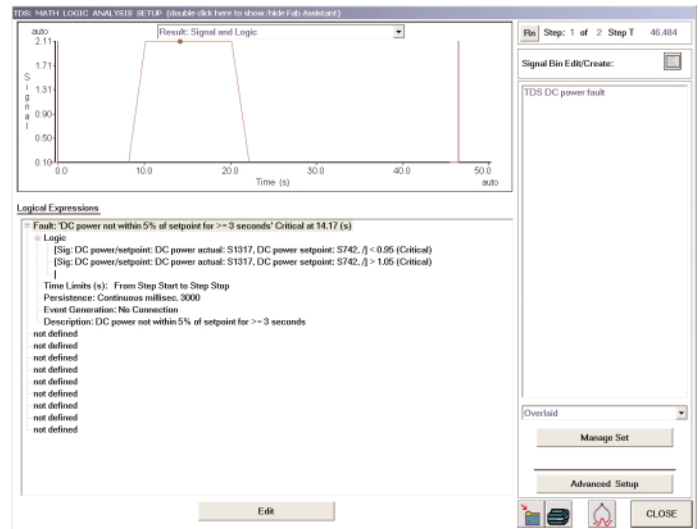 TDS: MATH LOGIC ANALYSIS SETUP (double click here to show /hide Fab Assistant)
auto
Result: Signal and Logic
Rn Step: 1 of 2 Step T 46.484
Signal Bin Edit/Create:
TDS DC power fault
2.11
1.71
1.31
0.90
0.50
0.10
Signal
0.0 10.0 20.0 30.0 40.0 50.0
Time (s)
auto
Logical Expressions
Fault: 'DC power not within 5% of setpoint for >= 3 seconds' Critical at 14.17 (s)
Logic
[Sig: DC power/setpoint: DC power actual: S1317, DC power setpoint: S742, /] < 0.95 (Critical)
[Sig: DC power/setpoint: DC power actual: S1317, DC power setpoint: S742, /] > 1.05 (Critical)
Time Limits (s): From Step Start to Step Stop
Persistence: Continuous millisec. 3000
Event Generation: No Connection
Description: DC power not within 5% of setpoint for >= 3 seconds
not defined
not defined
not defined
not defined
not defined
not defined
not defined
not defined
not defined
Overlaid
Manage Set
Advanced Setup
Edit
CLOSE